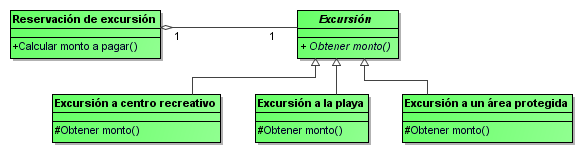 Reservación de excursión
+Calcular monto a pagar()
1
1
Excursión
+ Obtener monto()
Excursión a centro recreativo
#Obtener monto()
Excursión a la playa
#Obtener monto()
Excursión a un área protegida
#Obtener monto()